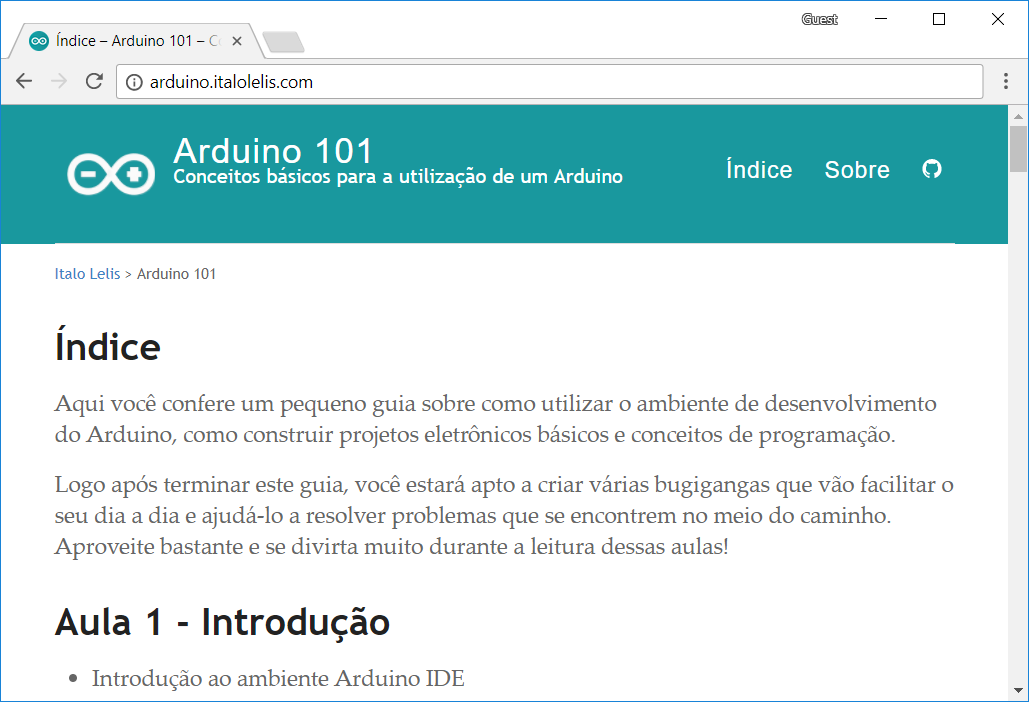 Guest
Índice – Arduino 101 –
arduino.italolelis.com
Arduino 101
Conceitos básicos para a utilização de um Arduino
Índice Sobre
Italo Lelis > Arduino 101
Índice
Aqui você confere um pequeno guia sobre como utilizar o ambiente de desenvolvimento
do Arduino, como construir projetos eletrônicos básicos e conceitos de programação.
Logo após terminar este guia, você estará apto a criar várias bugigangas que vão facilitar o
seu dia a dia e ajudá-lo a resolver problemas que se encontrem no meio do caminho.
Aproveite bastante e se divirta muito durante a leitura dessas aulas!
Aula 1 - Introdução
• Introdução ao ambiente Arduino IDE